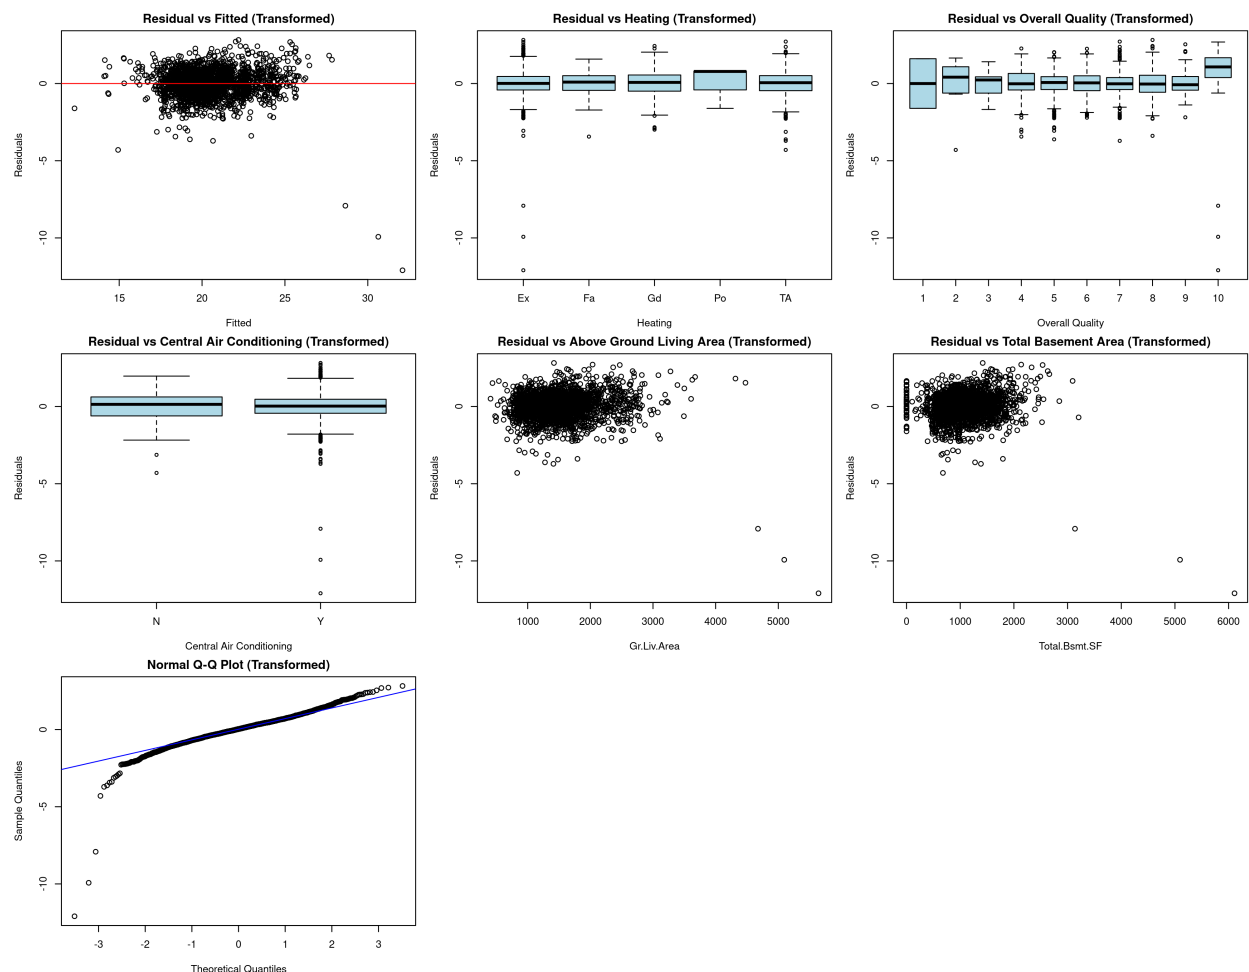 Residual vs Fitted (Transformed)
Residuals
0
-5
-10
15 20 25 30
Fitted
Residual vs Heating (Transformed)
Residuals
0
-5
-10
Ex Fa Gd Po TA
Heating
Residual vs Overall Quality (Transformed)
Residuals
0
-5
-10
1 2 3 4 5 6 7 8 9 10
Overall Quality
Residual vs Central Air Conditioning (Transformed)
Residuals
0
-5
-10
N Y
Central Air Conditioning
Residual vs Above Ground Living Area (Transformed)
Residuals
0
-5
-10
1000 2000 3000 4000 5000
Gr.Liv.Area
Residual vs Total Basement Area (Transformed)
Residuals
0
-5
-10
0 1000 2000 3000 4000 5000 6000
Total.Bsmt.SF
Normal Q-Q Plot (Transformed)
Sample Quantiles
0
-5
-10
-3 -2 -1 0 1 2 3
Theoretical Quantiles